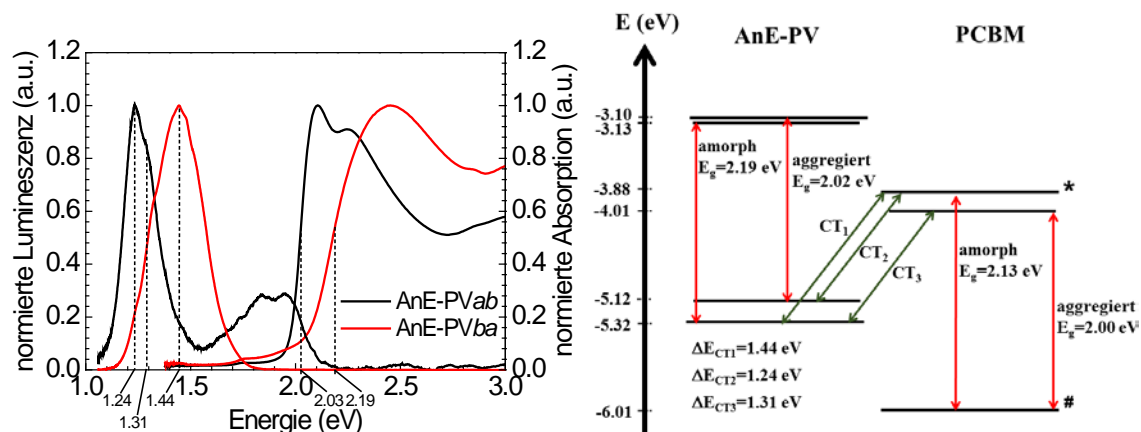 normierte Lumineszenz (a.u.)
1.2
1.0
0.8
0.6
0.4
0.2
0.0
1.2
1.0
0.8
0.6
0.4
0.2
0.0
normierte Absorption (a.u.)
AnE-PVab
AnE-PVba
1.0
1.5
2.0
2.5
3.0
1.24
1.31
1.44
2.03
2.19
Energie (eV)
E (eV)
AnE-PV
PCBM
-3.10
-3.13
-3.88
-4.01
-5.12
-5.32
-6.01
amorph
Eg=2.19 eV
aggregiert
Eg=2.02 eV
CT1
CT2
CT3
*
amorph
Eg=2.13 eV
aggregiert
Eg=2.00 eV
#
ΔECT1=1.44 eV
ΔECT2=1.24 eV
ΔECT3=1.31 eV